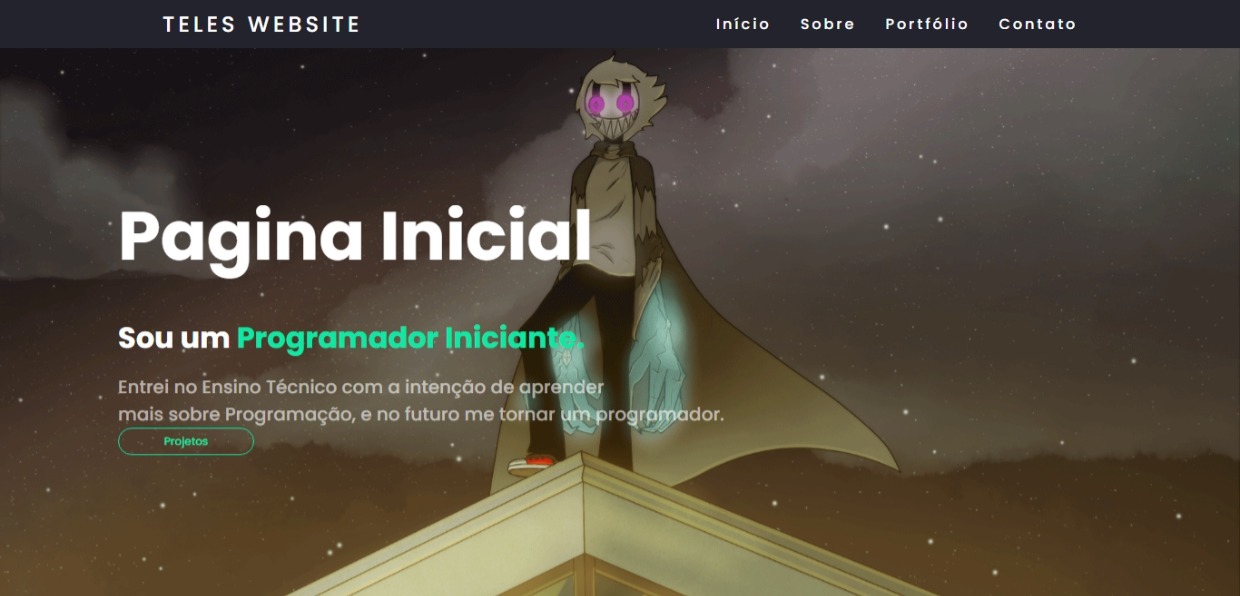 TELES WEBSITE
Início Sobre Portfólio Contato
Pagina Inicial
Sou um Programador Iniciante.
Entrei no Ensino Técnico com a intenção de aprender
mais sobre Programação, e no futuro me tornar um programador.
Projetos